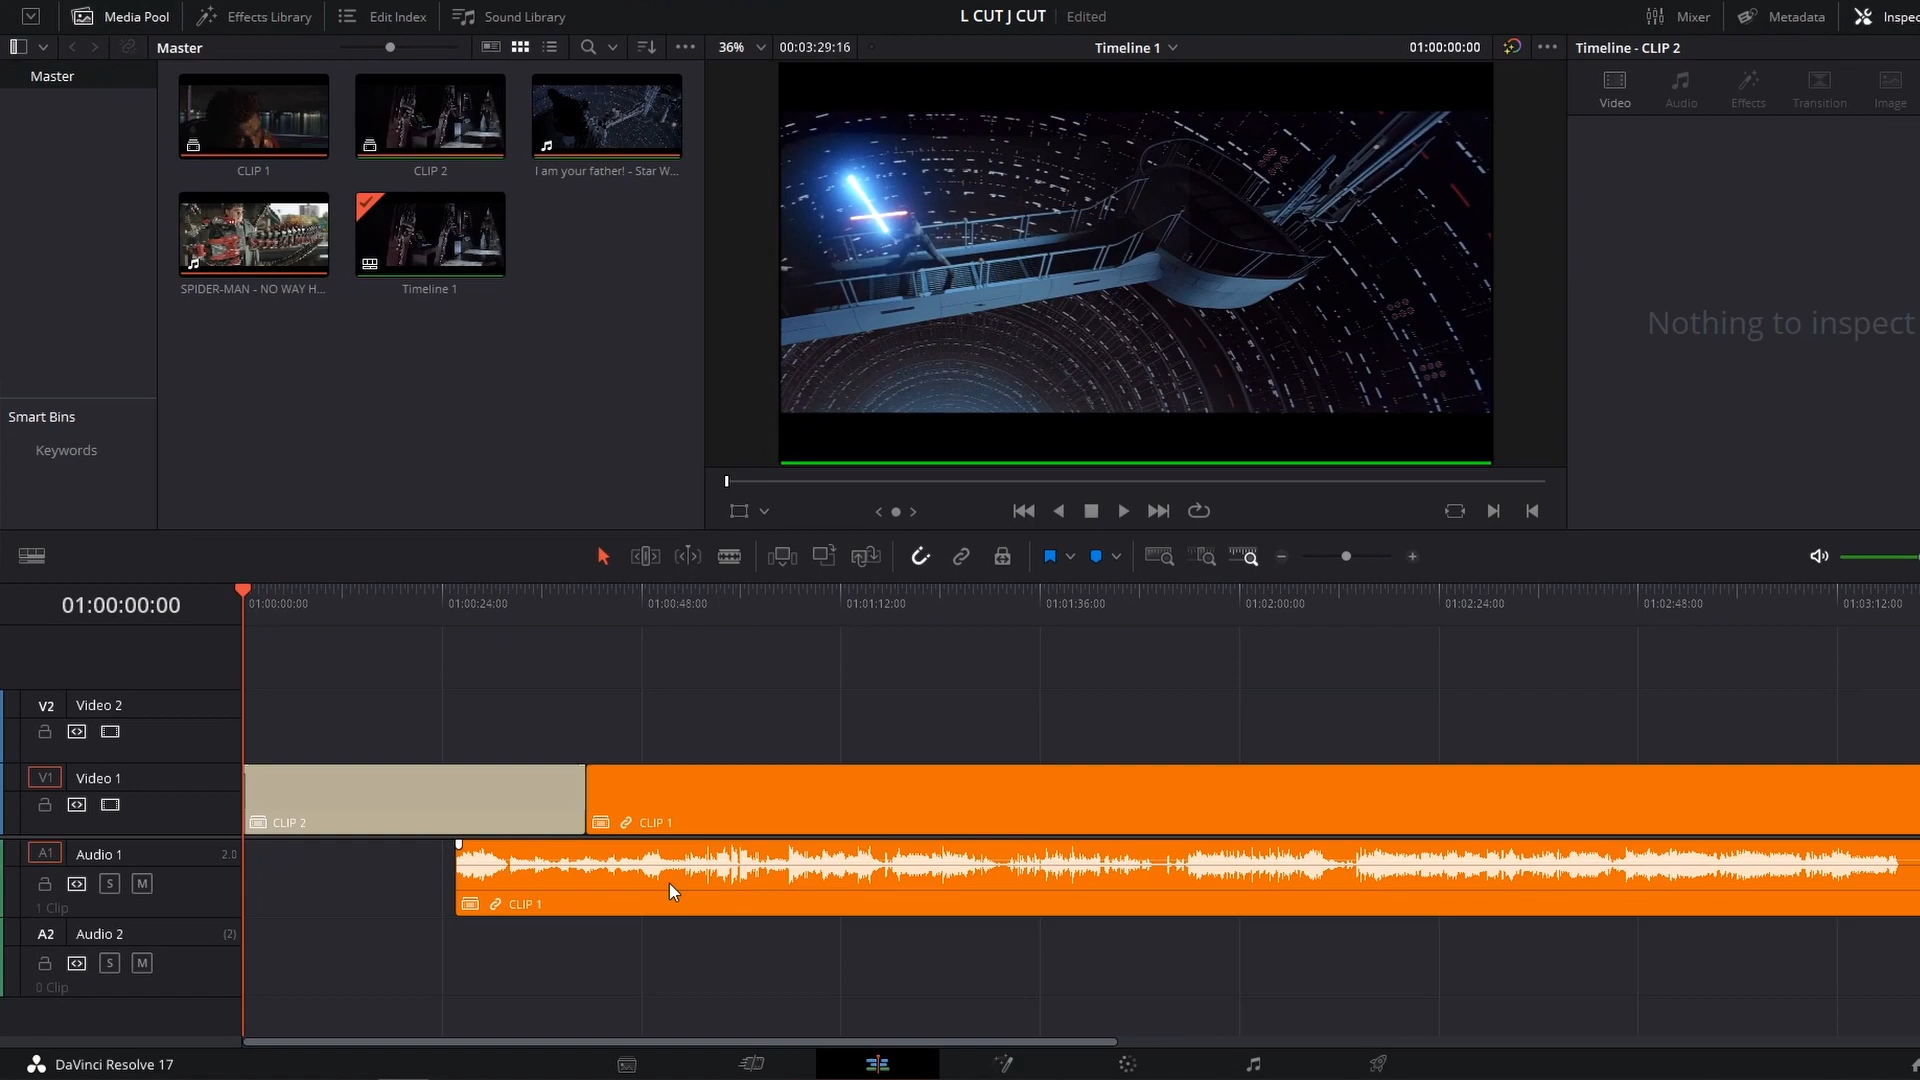 Media Pool
Effects Library
Edit Index
Sound Library
L CUT J CUT
Edited
Mixer
Metadata
Inspec
Master
36%
00:03:29:16
Timeline 1
01:00:00:00
Timeline - CLIP 2
Master
Video
Audio
Effects
Transition
Image
CLIP 1
CLIP 2
I am your father! - Star W...
SPIDER-MAN - NO WAY H...
Timeline 1
Nothing to inspect
Smart Bins
Keywords
01:00:00:00
01:00:00:00
01:00:24:00
01:00:48:00
01:01:12:00
01:01:36:00
01:02:00:00
01:02:24:00
01:02:48:00
01:03:12:00
V2
Video 2
V1
Video 1
CLIP 2
CLIP 1
A1
Audio 1
2.0
S
M
1 Clip
CLIP 1
A2
Audio 2
(2)
S
M
0 Clip
DaVinci Resolve 17